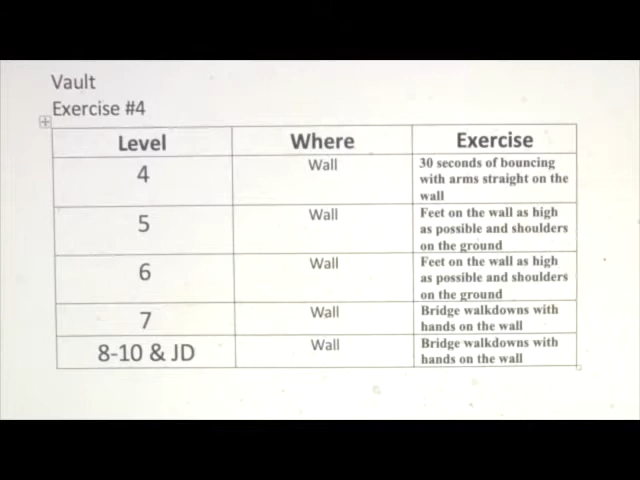 Vault
Exercise #4
Level Where Exercise
4 Wall 30 seconds of bouncing
with arms straight on the
wall
5 Wall Feet on the wall as high
as possible and shoulders
on the ground
6 Wall Feet on the wall as high
as possible and shoulders
on the ground
7 Wall Bridge walkdowns with
hands on the wall
8-10 & JD Wall Bridge walkdowns with
hands on the wall